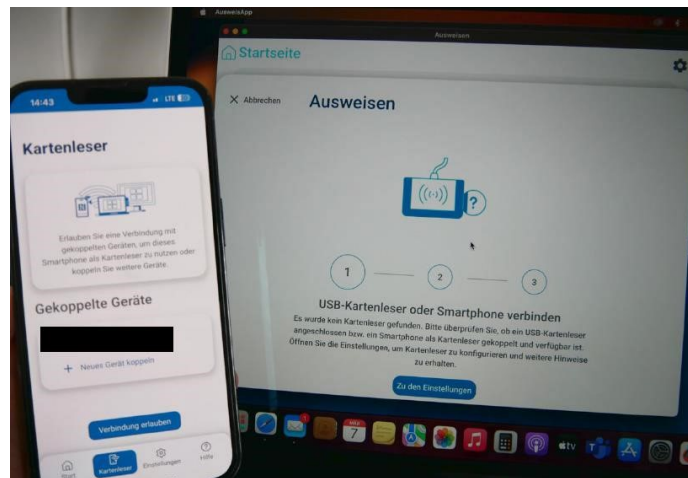 14:43
LTE
Kartenleser
Erlauben Sie eine Verbindung mit
gekoppelten Geräten, um dieses
Smartphone als Kartenleser zu nutzen oder
koppeln Sie weitere Geräte.
Gekoppelte Geräte
+ Neues Gerät koppeln
Verbindung erlauben
Start
Kartenleser
Einstellungen
Hilfe
AusweisApp
Ausweisen
Startseite
Abbrechen
Ausweisen
?
1
2
3
USB-Kartenleser oder Smartphone verbinden
Es wurde kein Kartenleser gefunden. Bitte überprüfen Sie, ob ein USB-Kartenleser
angeschlossen bzw. ein Smartphone als Kartenleser gekoppelt und verfügbar ist.
Öffnen Sie die Einstellungen, um Kartenleser zu konfigurieren und weitere Hinweise
zu erhalten.
Zu den Einstellungen
7
tv